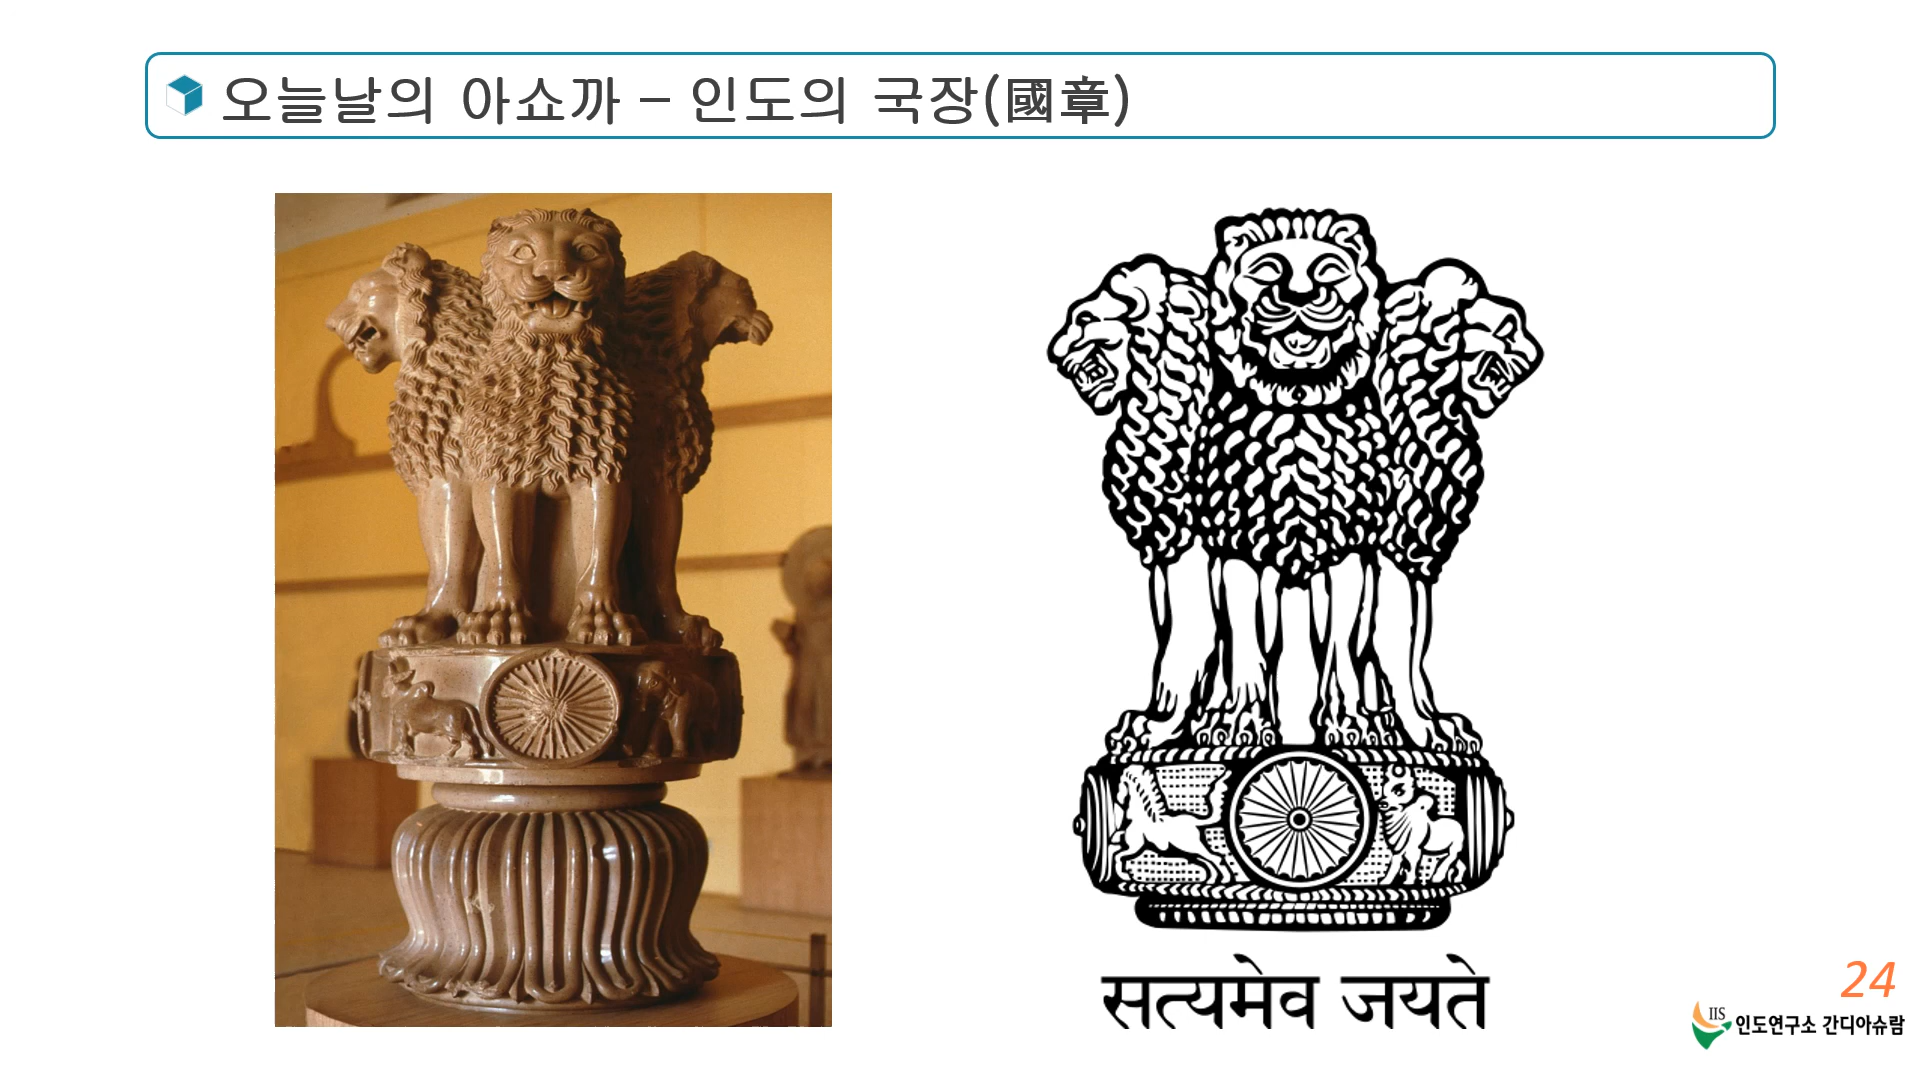 오늘날의 아쇼까 – 인도의 국장(國章)
सत्यमेव जयते
24
IIS 인도연구소 간디아슈람